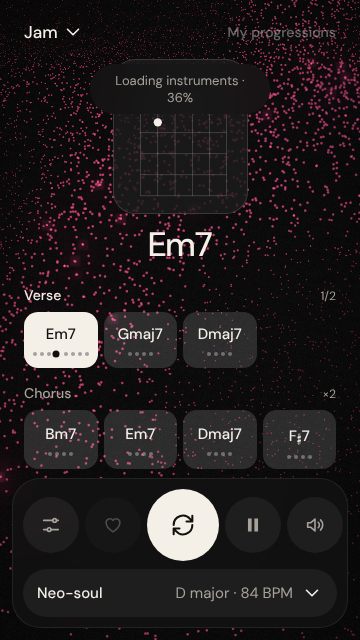 Jam
My progressions
Loading instruments ·
36%
Em7
Verse
1/2
Em7
Gmaj7
Dmaj7
Chorus
×2
Bm7
Em7
Dmaj7
F♯7
Neo-soul
D major · 84 BPM